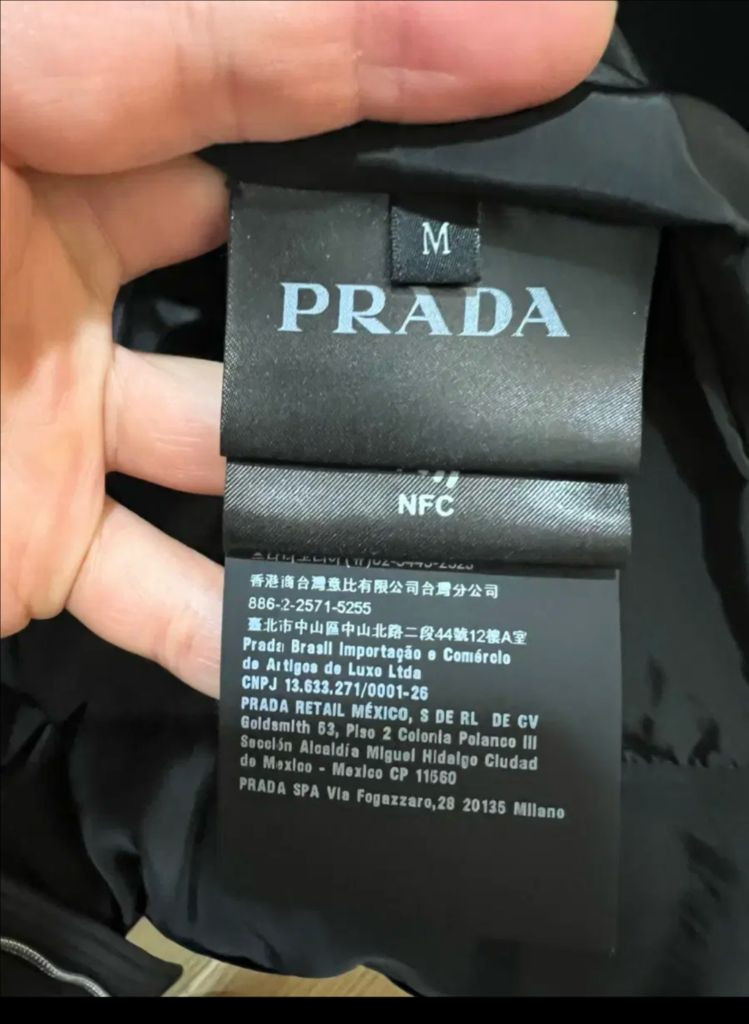 M
PRADA
NFC
香港商台灣意比有限公司台灣分公司
886-2-2571-5255
臺北市中山區中山北路二段44號12樓A室
Prada Brasil Importação e Comércio
de Artigos de Luxo Ltda
CNPJ 13.633.271/0001-26
PRADA RETAIL MÉXICO, S DE RL DE CV
Goldsmith 53, Piso 2 Colonia Polanco III
Sección Alcaldía Miguel Hidalgo Ciudad
de Mexico - Mexico CP 11560
PRADA SPA Via Fogazzaro,28 20135 Milano